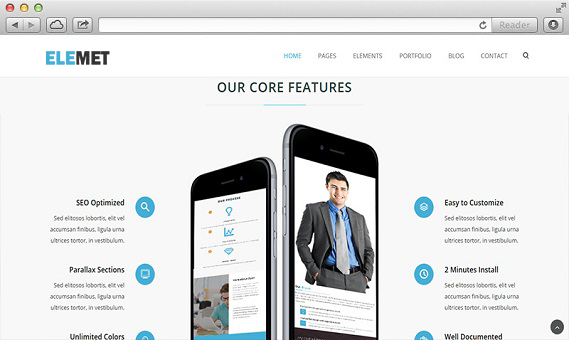 Reader
ELEMET
HOME PAGES ELEMENTS PORTFOLIO BLOG CONTACT
OUR CORE FEATURES
SEO Optimized
Sed elitosos lobortis, elit vel
accumsan finibus, ligula urna
ultrices tortor, in vestibulum.
Parallax Sections
Sed elitosos lobortis, elit vel
accumsan finibus, ligula urna
ultrices tortor, in vestibulum.
Unlimited Colors
OUR PROCESS
Easy to Customize
Sed elitosos lobortis, elit vel
accumsan finibus, ligula urna
ultrices tortor, in vestibulum.
2 Minutes Install
Sed elitosos lobortis, elit vel
accumsan finibus, ligula urna
ultrices tortor, in vestibulum.
Well Documented